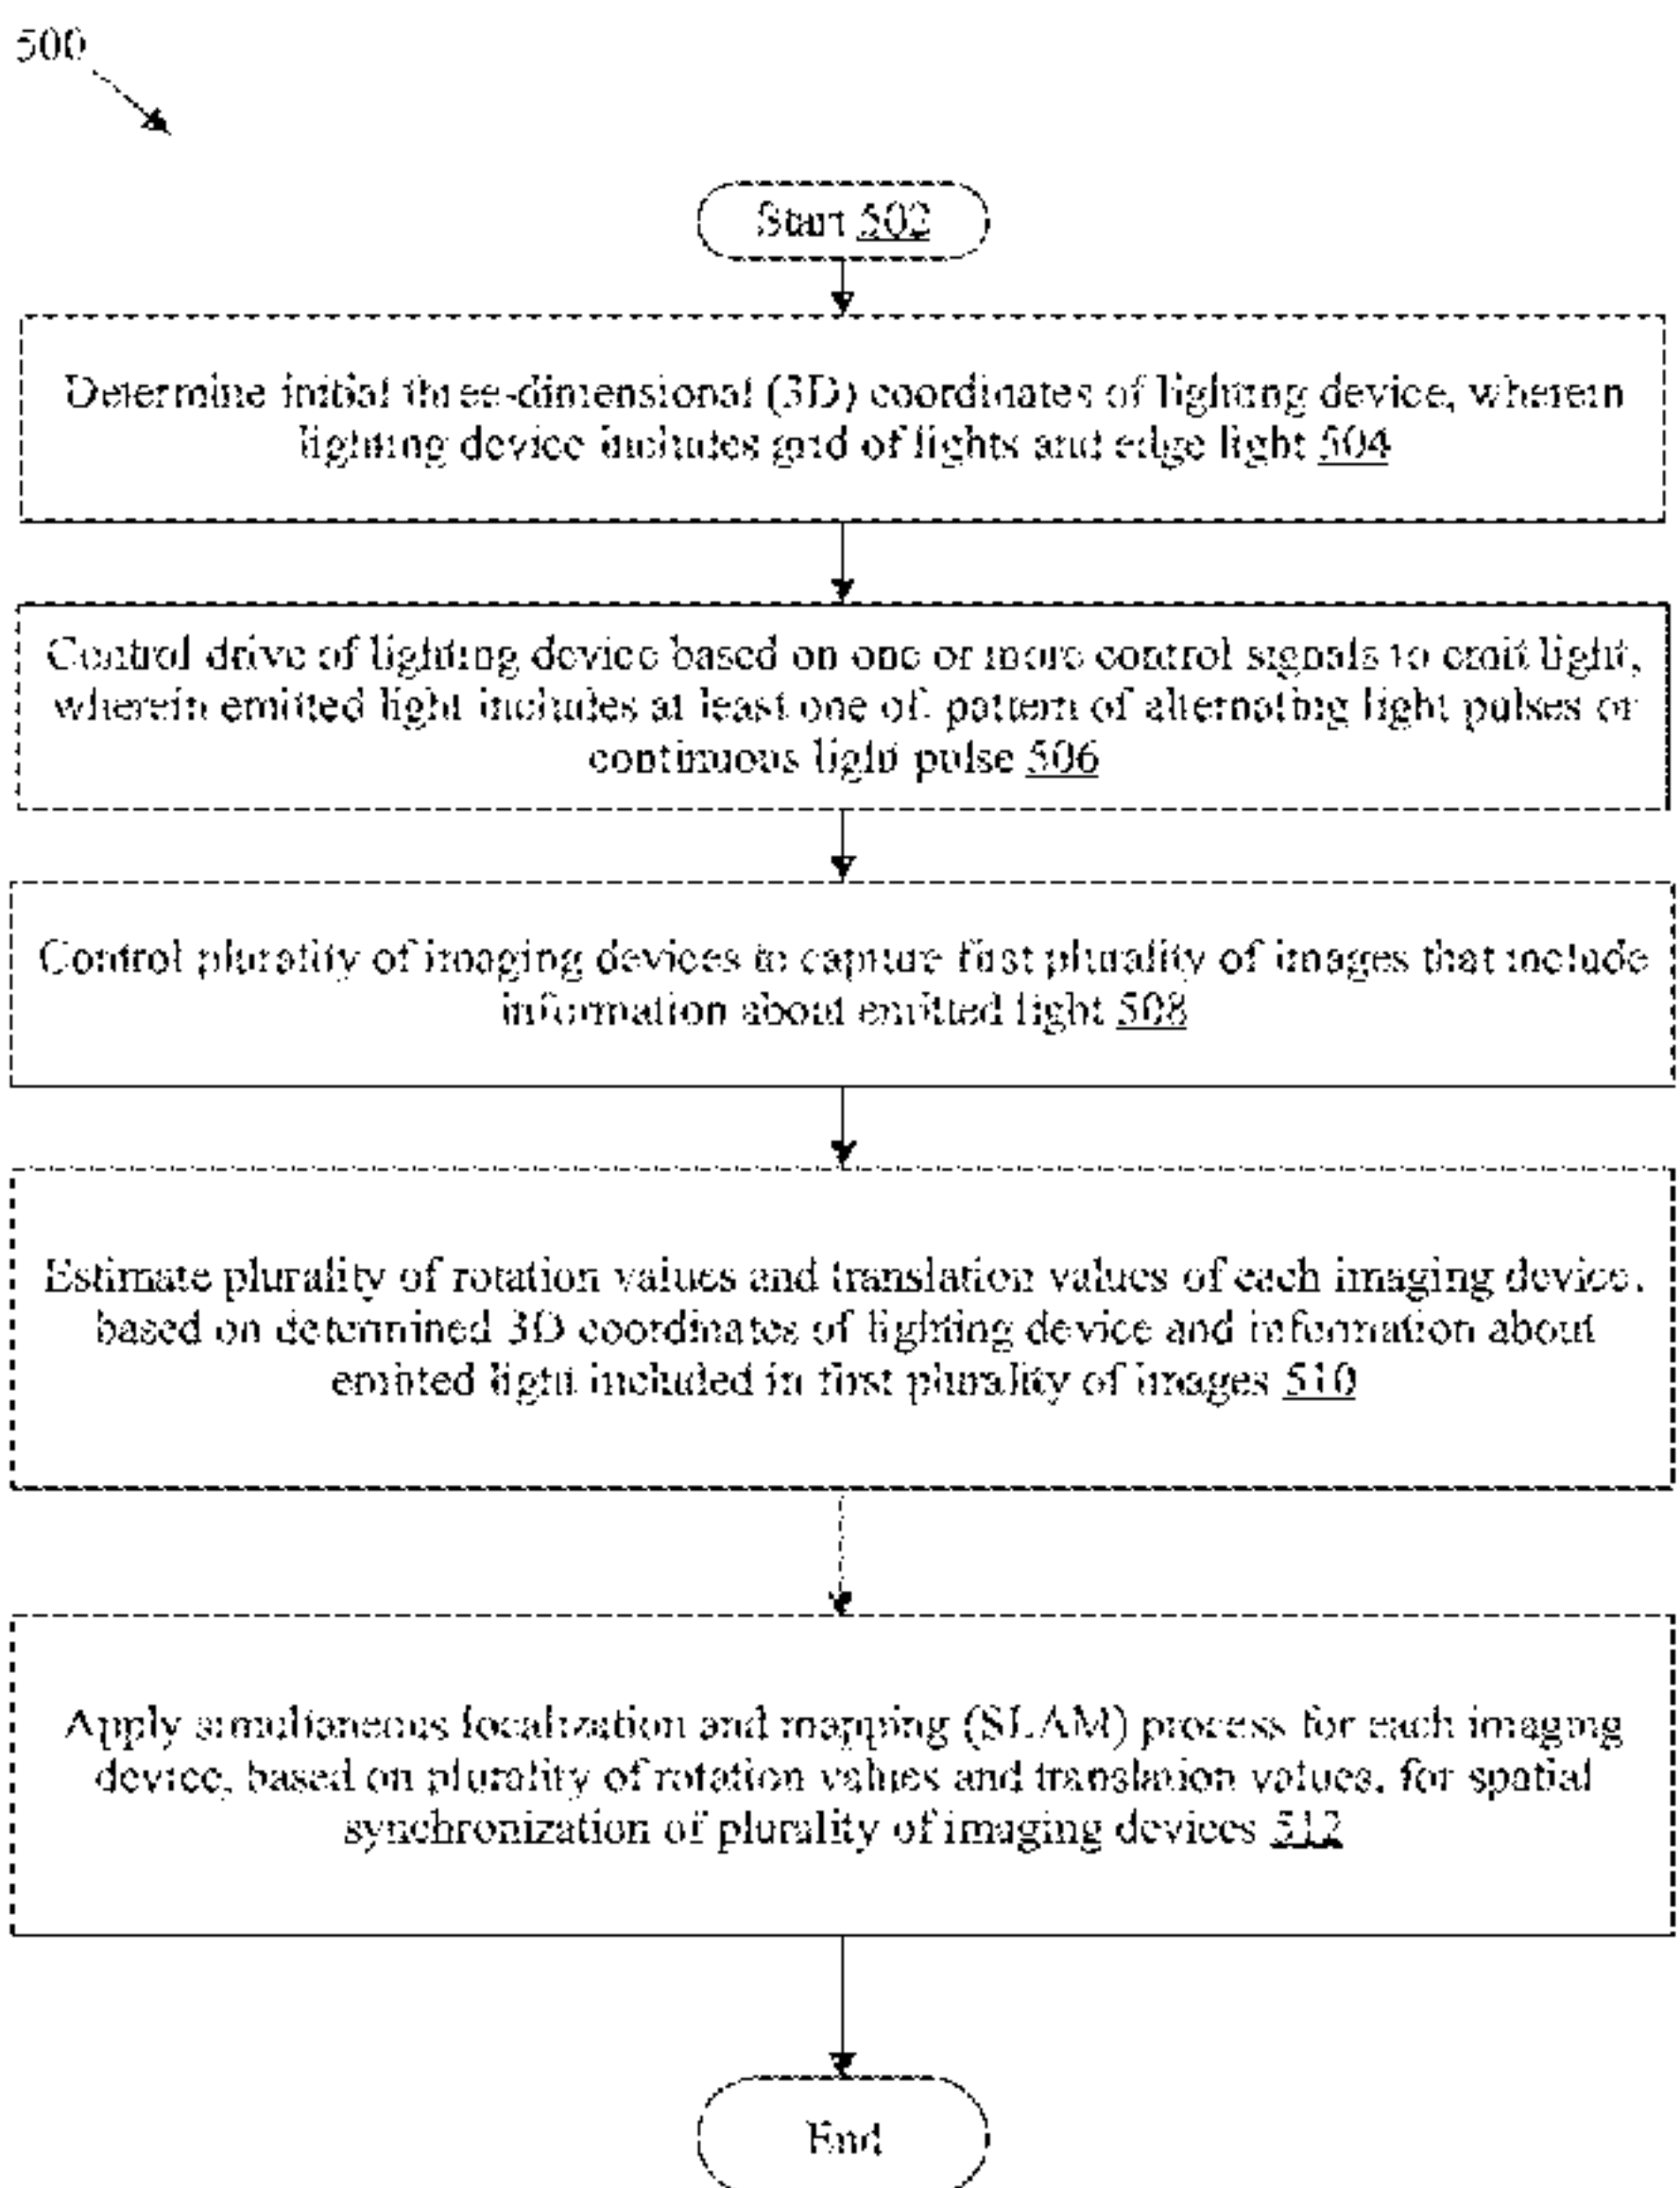 500
Start 502
Determine initial three-dimensional (3D) coordinates of lighting device, wherein
lighting device includes grid of lights and edge light 504
Control drive of lighting device based on one or more control signals to emit light,
wherein emitted light includes at least one of. pattern of alternating light pulses or
continuous light pulse 506
Control plurality of imaging devices to capture first plurality of images that include
information about emitted light 508
Estimate plurality of rotation values and translation values of each imaging device,
based on determined 3D coordinates of lighting device and information about
emitted light included in first plurality of images 510
Apply simultaneous localization and mapping (SLAM) process for each imaging
device, based on plurality of rotation values and translation values, for spatial
synchronization of plurality of imaging devices 512
End